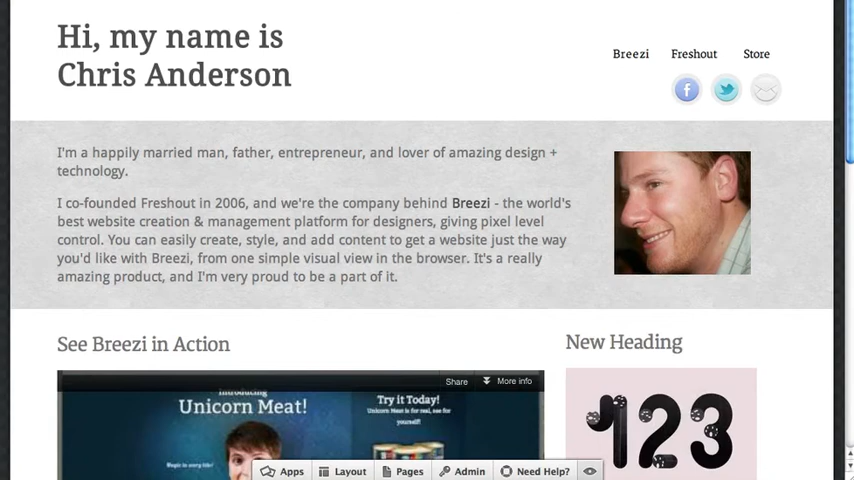 Hi, my name is
Chris Anderson
Breezi Freshout Store
I'm a happily married man, father, entrepreneur, and lover of amazing design +
technology.
I co-founded Freshout in 2006, and we're the company behind Breezi - the world's
best website creation & management platform for designers, giving pixel level
control. You can easily create, style, and add content to get a website just the way
you'd like with Breezi, from one simple visual view in the browser. It's a really
amazing product, and I'm very proud to be a part of it.
See Breezi in Action
New Heading
Share More info
Introducing
Unicorn Meat!
Try it Today!
Unicorn Meat is for real, see for
yourself!
Magic in every bite!
123
Apps Layout Pages Admin Need Help?